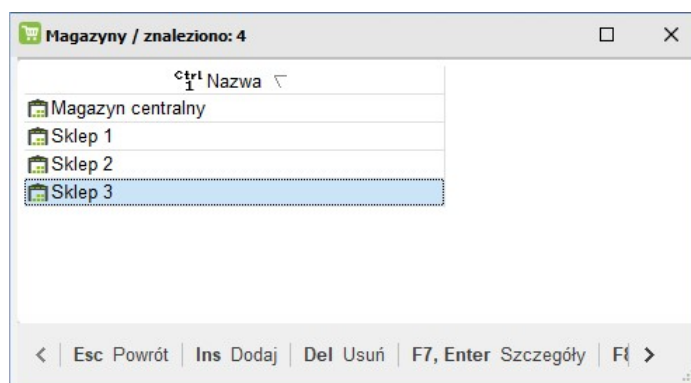 Magazyny / znaleziono: 4
Ctrl 1 Nazwa
Magazyn centralny
Sklep 1
Sklep 2
Sklep 3
Esc Powrót Ins Dodaj Del Usuń F7, Enter Szczegóły